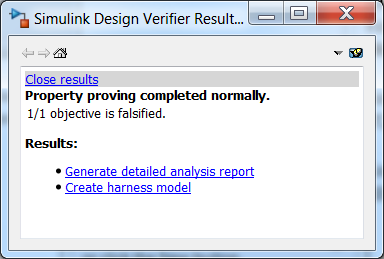 Simulink Design Verifier Result...
Close results
Property proving completed normally.
1/1 objective is falsified.
Results:
Generate detailed analysis report
Create harness model